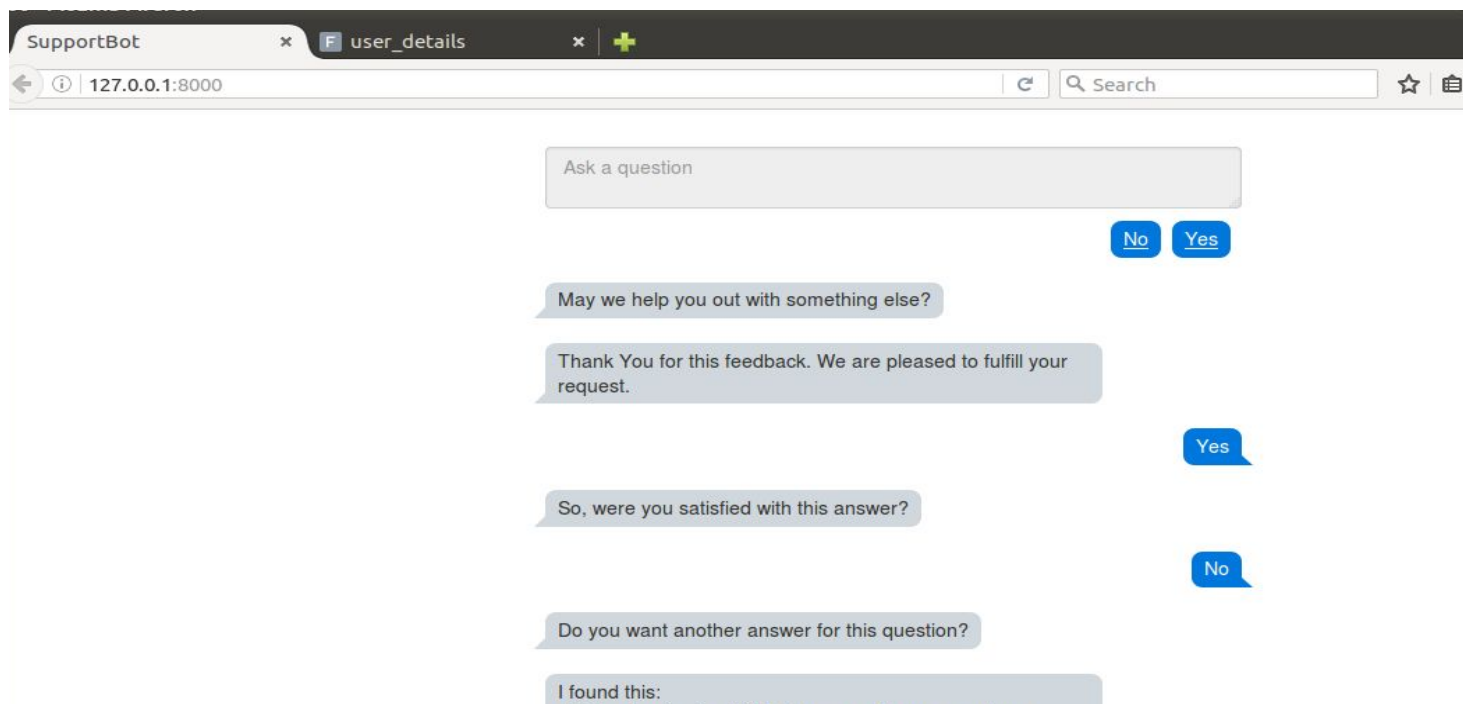 SupportBot
user_details
127.0.0.1:8000
Search
Ask a question
No Yes
May we help you out with something else?
Thank You for this feedback. We are pleased to fulfill your
request.
Yes
So, were you satisfied with this answer?
No
Do you want another answer for this question?
I found this: